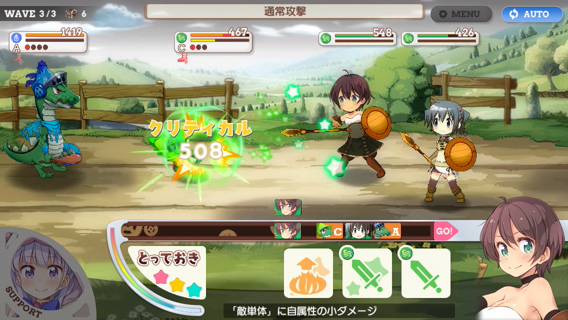 WAVE 3/3 6
通常攻撃
MENU
AUTO
1419
A
467
C
548
426
クリティカル
508
C
A
GO!
とっておき
SUPPORT
「敵単体」に自属性の小ダメージ